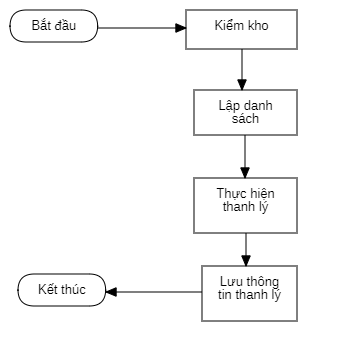 Bắt đầu
Kiểm kho
Lập danh
sách
Thực hiện
thanh lý
Lưu thông
tin thanh lý
Kết thúc